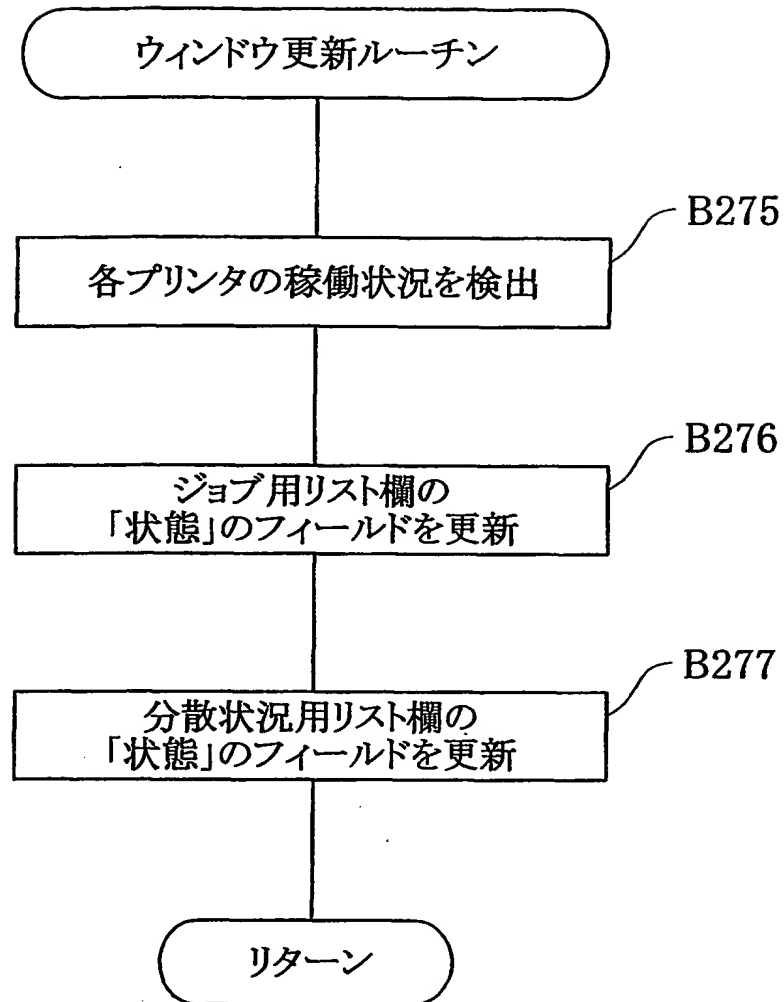 ウィンドウ更新ルーチン
B275
各プリンタの稼働状況を検出
B276
ジョブ用リスト欄の
「状態」のフィールドを更新
B277
分散状況用リスト欄の
「状態」のフィールドを更新
リターン